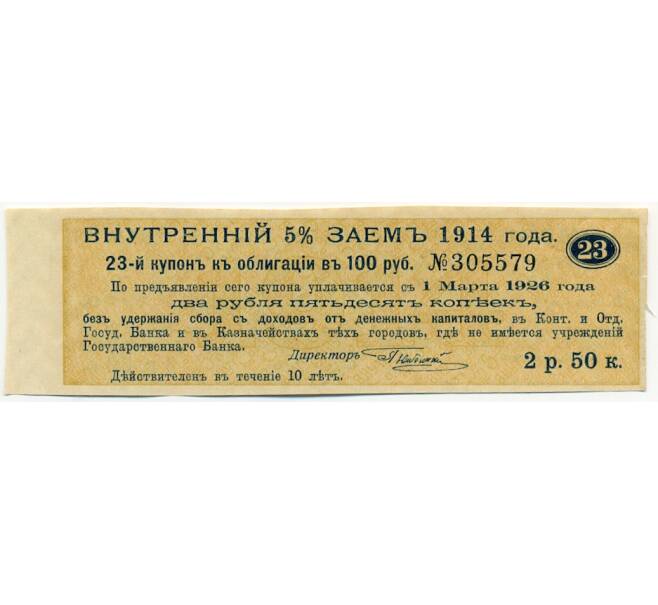 ВНУТРЕННІЙ 5% ЗАЕМЪ 1914 года. 23
23-й купонъ къ облигаціи въ 100 руб. №305579
По предъявленіи сего купона уплачивается съ 1 Марта 1926 года
два рубля пятьдесятъ копѣекъ,
безъ удержанія сбора съ доходовъ отъ денежныхъ капиталовъ, въ Конт. и Отд.
Госуд. Банка и въ Казначействахъ тѣхъ городовъ, гдѣ не имѣется учрежденій
Государственнаго Банка.
Директоръ
2 р. 50 к.
Дѣйствителенъ въ теченіе 10 лѣтъ.